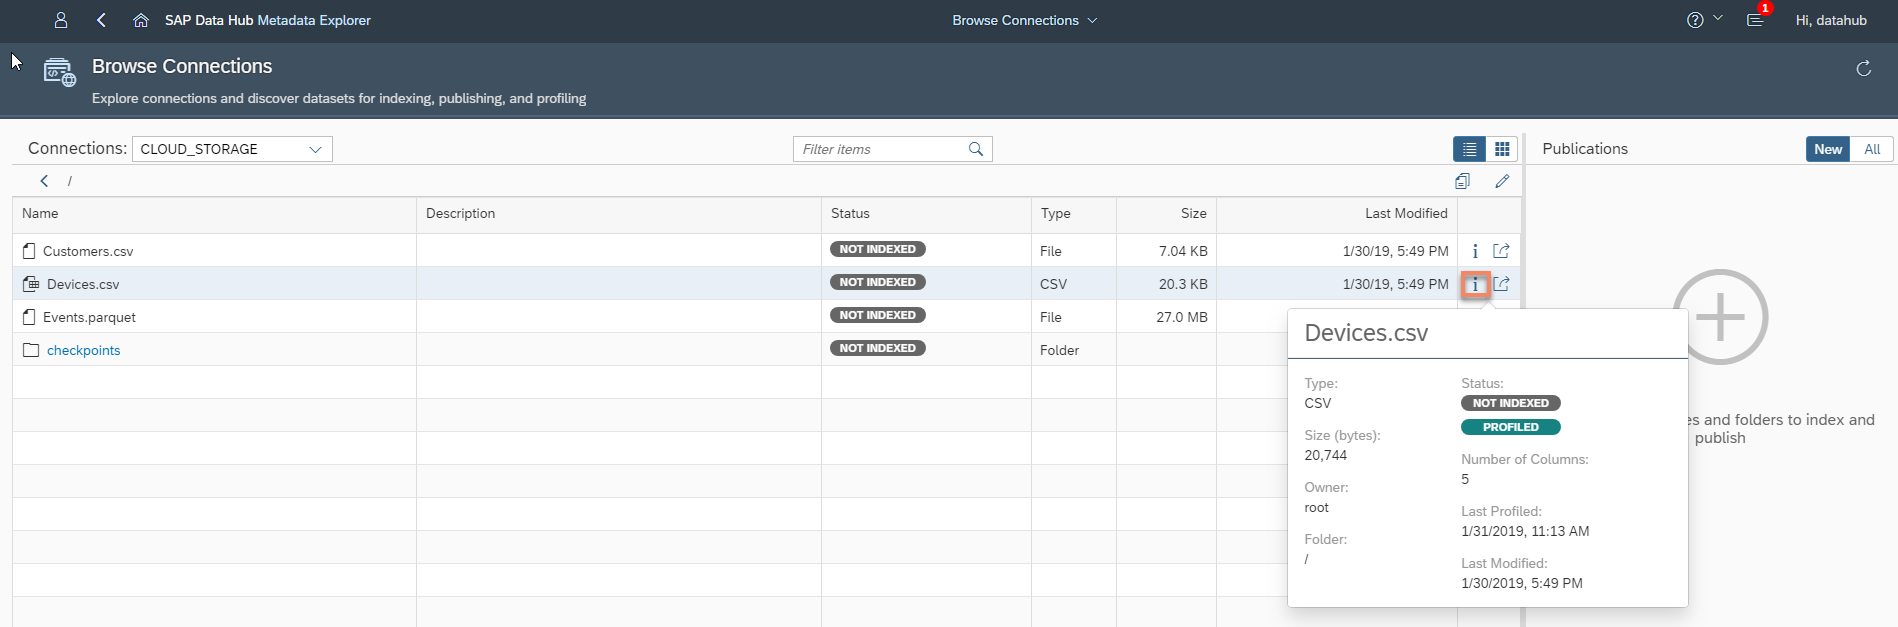 SAP Data Hub Metadata Explorer
Browse Connections
1
Hi, datahub
Browse Connections
Explore connections and discover datasets for indexing, publishing, and profiling
Connections: CLOUD_STORAGE
Filter items
Publications
New All
/
Name Description Status Type Size Last Modified
Customers.csv NOT INDEXED File 7.04 KB 1/30/19, 5:49 PM
Devices.csv NOT INDEXED CSV 20.3 KB 1/30/19, 5:49 PM
Events.parquet NOT INDEXED File 27.0 MB
checkpoints NOT INDEXED Folder
Devices.csv
Type:
CSV
Size (bytes):
20,744
Owner:
root
Folder:
/
Status:
NOT INDEXED
PROFILED
Number of Columns:
5
Last Profiled:
1/31/2019, 11:13 AM
Last Modified:
1/30/2019, 5:49 PM
and folders to index and
publish